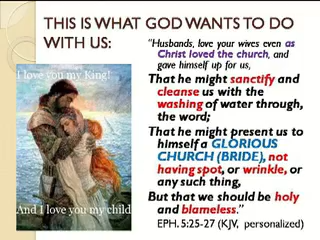 THIS IS WHAT GOD WANTS TO DO
WITH US:
I love you my King!
And I love you my child
"Husbands, love your wives even as
Christ loved the church, and
gave himself up for us,
That he might sanctify and
cleanse us with the
washing of water through,
the word;
That he might present us to
himself a GLORIOUS
CHURCH (BRIDE), not
having spot, or wrinkle, or
any such thing,
But that we should be holy
and blameless."
EPH. 5:25-27 (KJV, personalized)